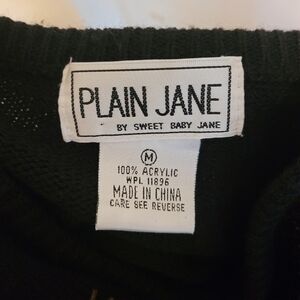 PLAIN JANE
BY SWEET BABY JANE
M
100% ACRYLIC
WPL 11896
MADE IN CHINA
CARE SEE REVERSE